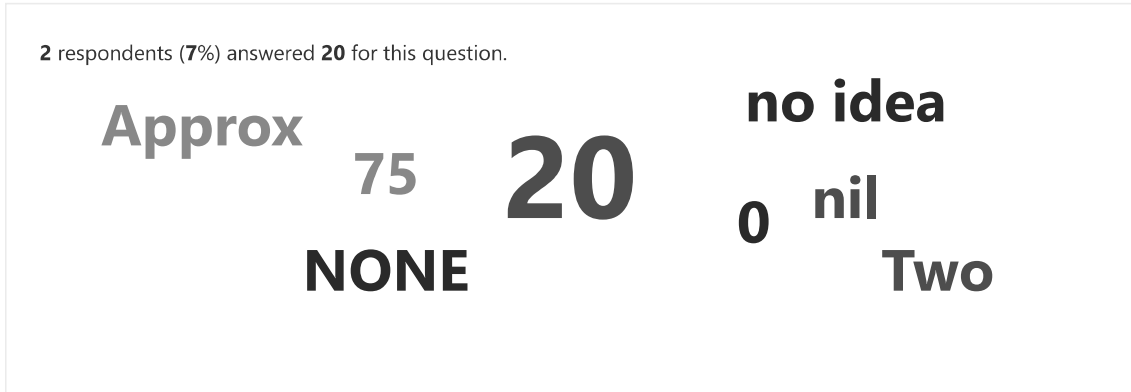 2 respondents (7%) answered 20 for this question.
no idea
Approx
75
20
nil
0
NONE
Two